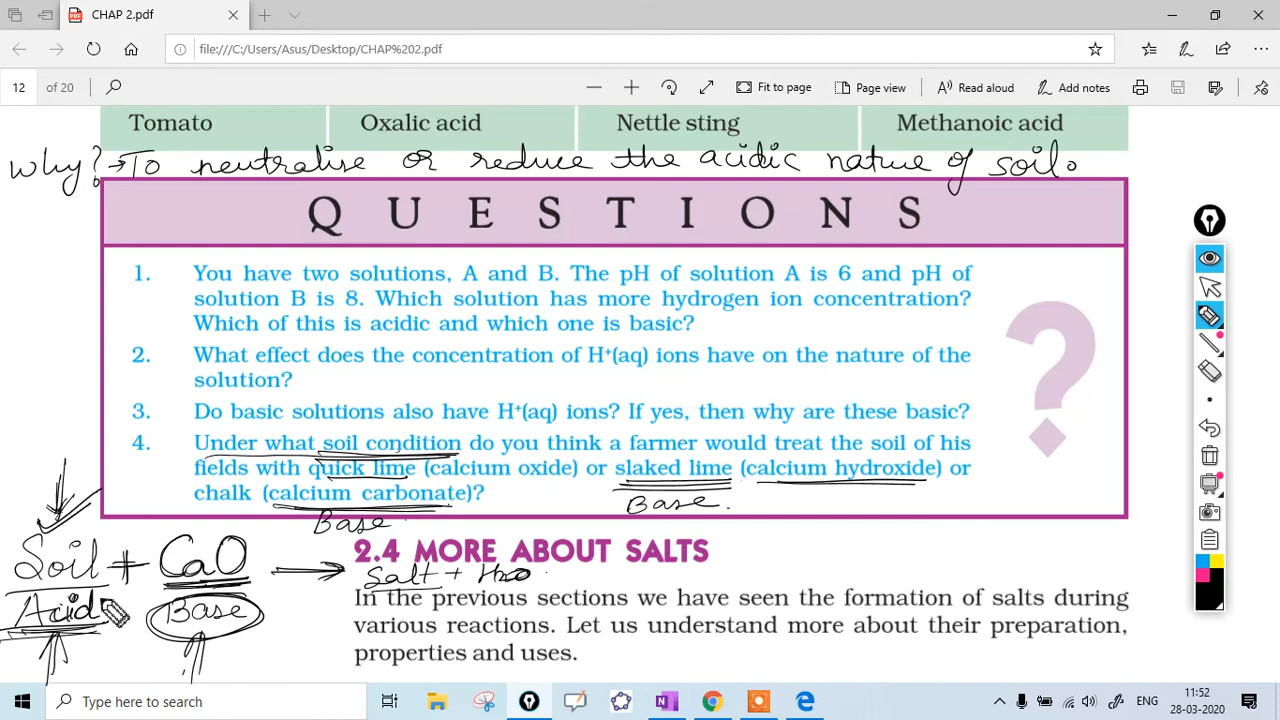 CHAP 2.pdf
file:///C:/Users/Asus/Desktop/CHAP%202.pdf
12 of 20 Fit to page Page view Read aloud Add notes
Tomato Oxalic acid Nettle sting Methanoic acid
why? → To neutralise or reduce the acidic nature of soil.
QUESTIONS
1. You have two solutions, A and B. The pH of solution A is 6 and pH of
solution B is 8. Which solution has more hydrogen ion concentration?
Which of this is acidic and which one is basic?
2. What effect does the concentration of H⁺(aq) ions have on the nature of the
solution?
3. Do basic solutions also have H⁺(aq) ions? If yes, then why are these basic?
4. Under what soil condition do you think a farmer would treat the soil of his
fields with quick lime (calcium oxide) or slaked lime (calcium hydroxide) or
chalk (calcium carbonate)?
Base Base.
?
Soil + CaO → Salt + H2O
Acid Base
2.4 MORE ABOUT SALTS
In the previous sections we have seen the formation of salts during
various reactions. Let us understand more about their preparation,
properties and uses.
Type here to search
ENG 11:52
28-03-2020